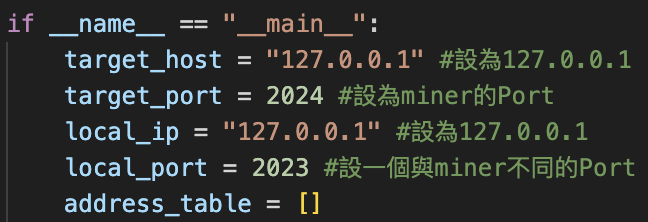 if __name__ == "__main__":
    target_host = "127.0.0.1" #設為127.0.0.1
    target_port = 2024 #設為miner的Port
    local_ip = "127.0.0.1" #設為127.0.0.1
    local_port = 2023 #設一個與miner不同的Port
    address_table = []